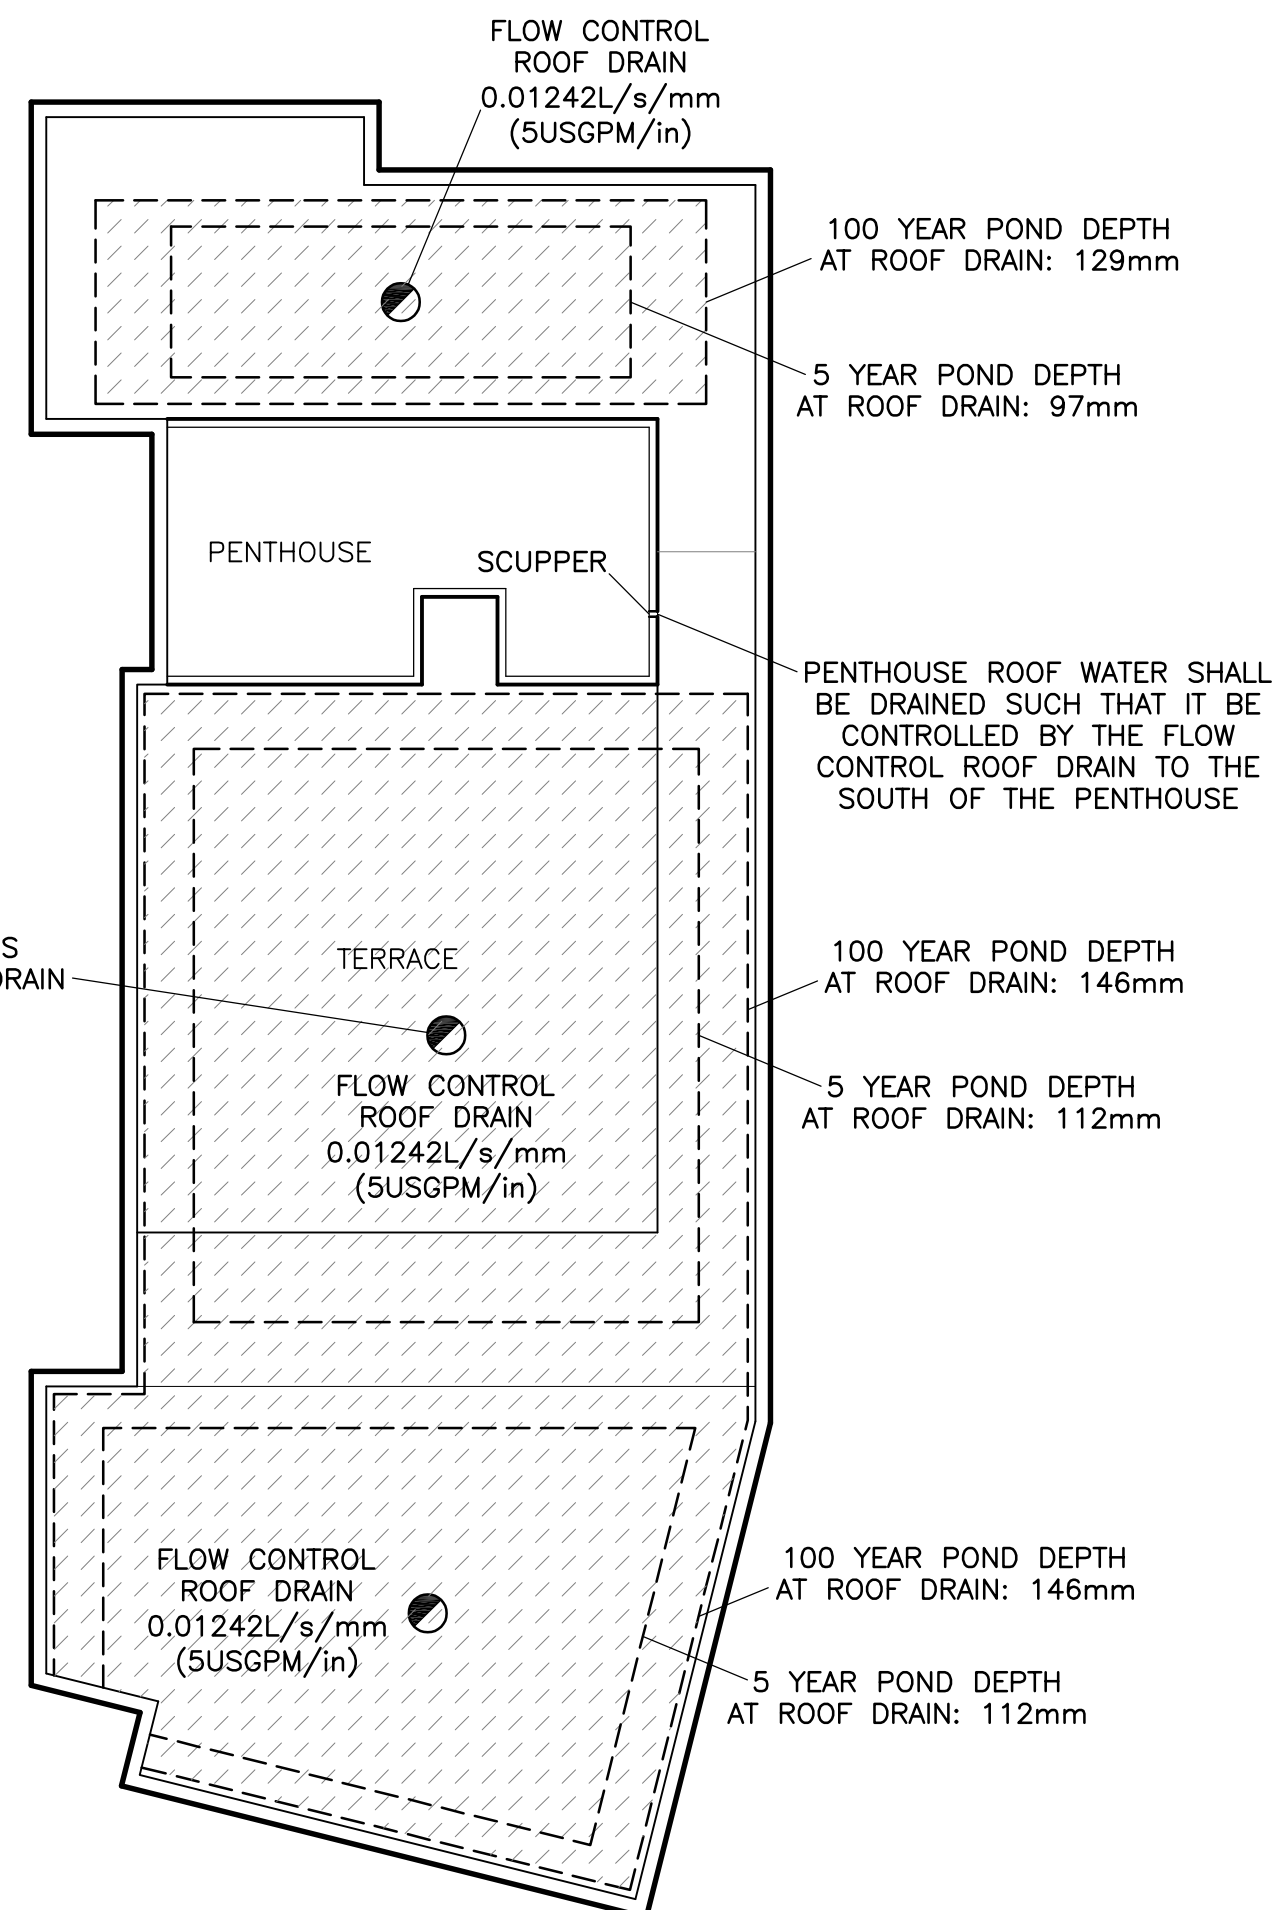 FLOW CONTROL
ROOF DRAIN
0.01242L/s/mm
(5USGPM/in)
100 YEAR POND DEPTH
AT ROOF DRAIN: 129mm
5 YEAR POND DEPTH
AT ROOF DRAIN: 97mm
PENTHOUSE
SCUPPER
PENTHOUSE ROOF WATER SHALL
BE DRAINED SUCH THAT IT BE
CONTROLLED BY THE FLOW
CONTROL ROOF DRAIN TO THE
SOUTH OF THE PENTHOUSE
TERRACE
100 YEAR POND DEPTH
AT ROOF DRAIN: 146mm
5 YEAR POND DEPTH
AT ROOF DRAIN: 112mm
FLOW CONTROL
ROOF DRAIN
0.01242L/s/mm
(5USGPM/in)
FLOW CONTROL
ROOF DRAIN
0.01242L/s/mm
(5USGPM/in)
100 YEAR POND DEPTH
AT ROOF DRAIN: 146mm
5 YEAR POND DEPTH
AT ROOF DRAIN: 112mm